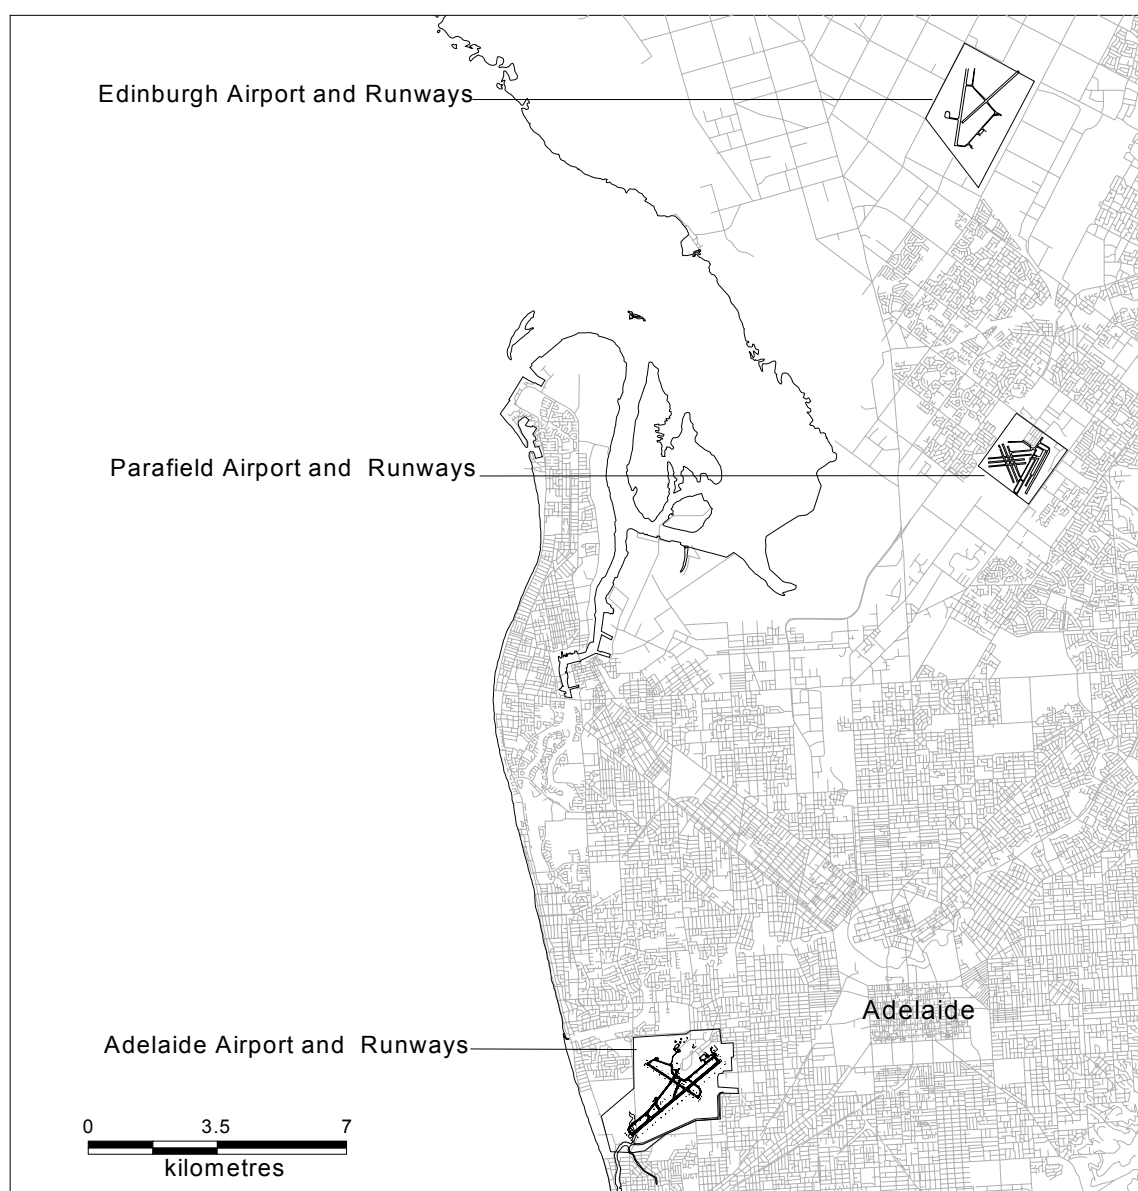 Edinburgh Airport and Runways
Parafield Airport and  Runways
Adelaide
Adelaide Airport and  Runways
0 3.5 7
kilometres